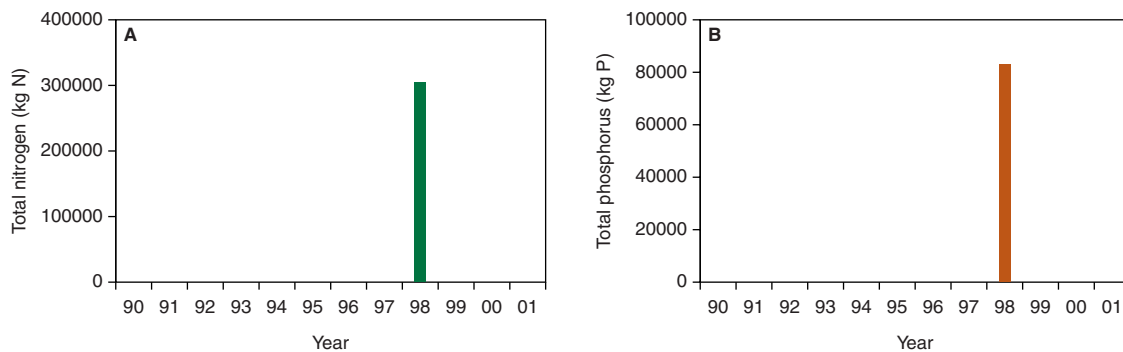 A
Total nitrogen (kg N)
400000
300000
200000
100000
0
90 91 92 93 94 95 96 97 98 99 00 01
Year
B
Total phosphorus (kg P)
100000
80000
60000
40000
20000
0
90 91 92 93 94 95 96 97 98 99 00 01
Year